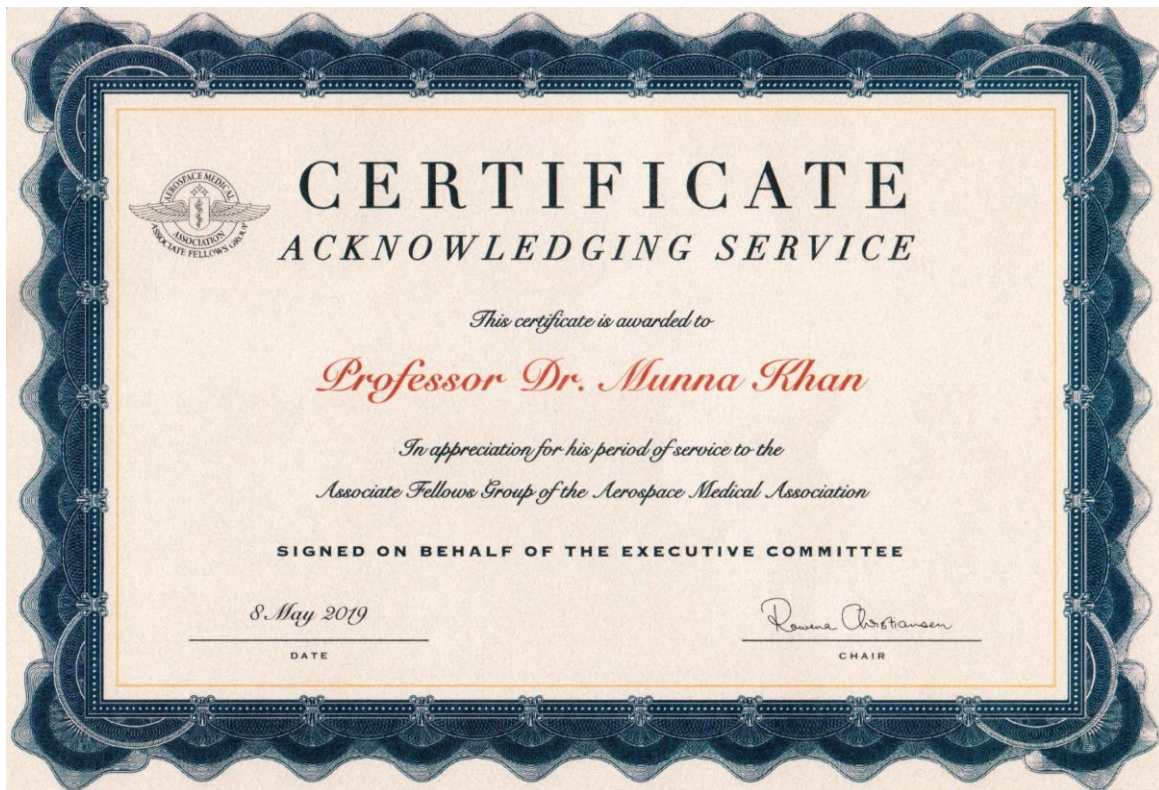 AEROSPACE MEDICAL
ASSOCIATION
ASSOCIATE FELLOWS GROUP
CERTIFICATE
ACKNOWLEDGING SERVICE
This certificate is awarded to
Professor Dr. Munna Khan
In appreciation for his period of service to the
Associate Fellows Group of the Aerospace Medical Association
SIGNED ON BEHALF OF THE EXECUTIVE COMMITTEE
8 May 2019
Rowena Christiansen
DATE
CHAIR